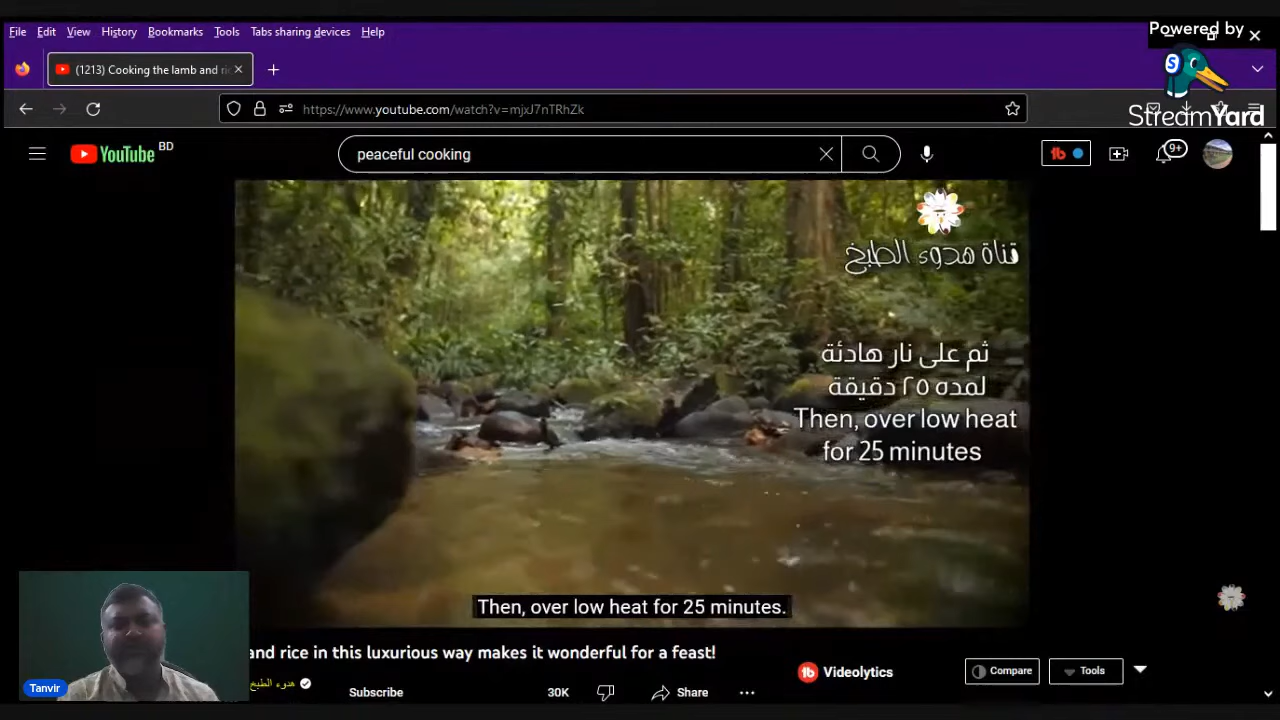 File Edit View History Bookmarks Tools Tabs sharing devices Help
Powered by
(1213) Cooking the lamb and ri
StreamYard
https://www.youtube.com/watch?v=mjxJ7nTRhZk
YouTube BD
peaceful cooking
9+
قناة هدوء الطبخ
ثم على نار هادئة
لمده ٢٥ دقيقة
Then, over low heat
for 25 minutes
Then, over low heat for 25 minutes.
and rice in this luxurious way makes it wonderful for a feast!
Videolytics
Compare
Tools
Tanvir
هدوء الطبخ
Subscribe
30K
Share